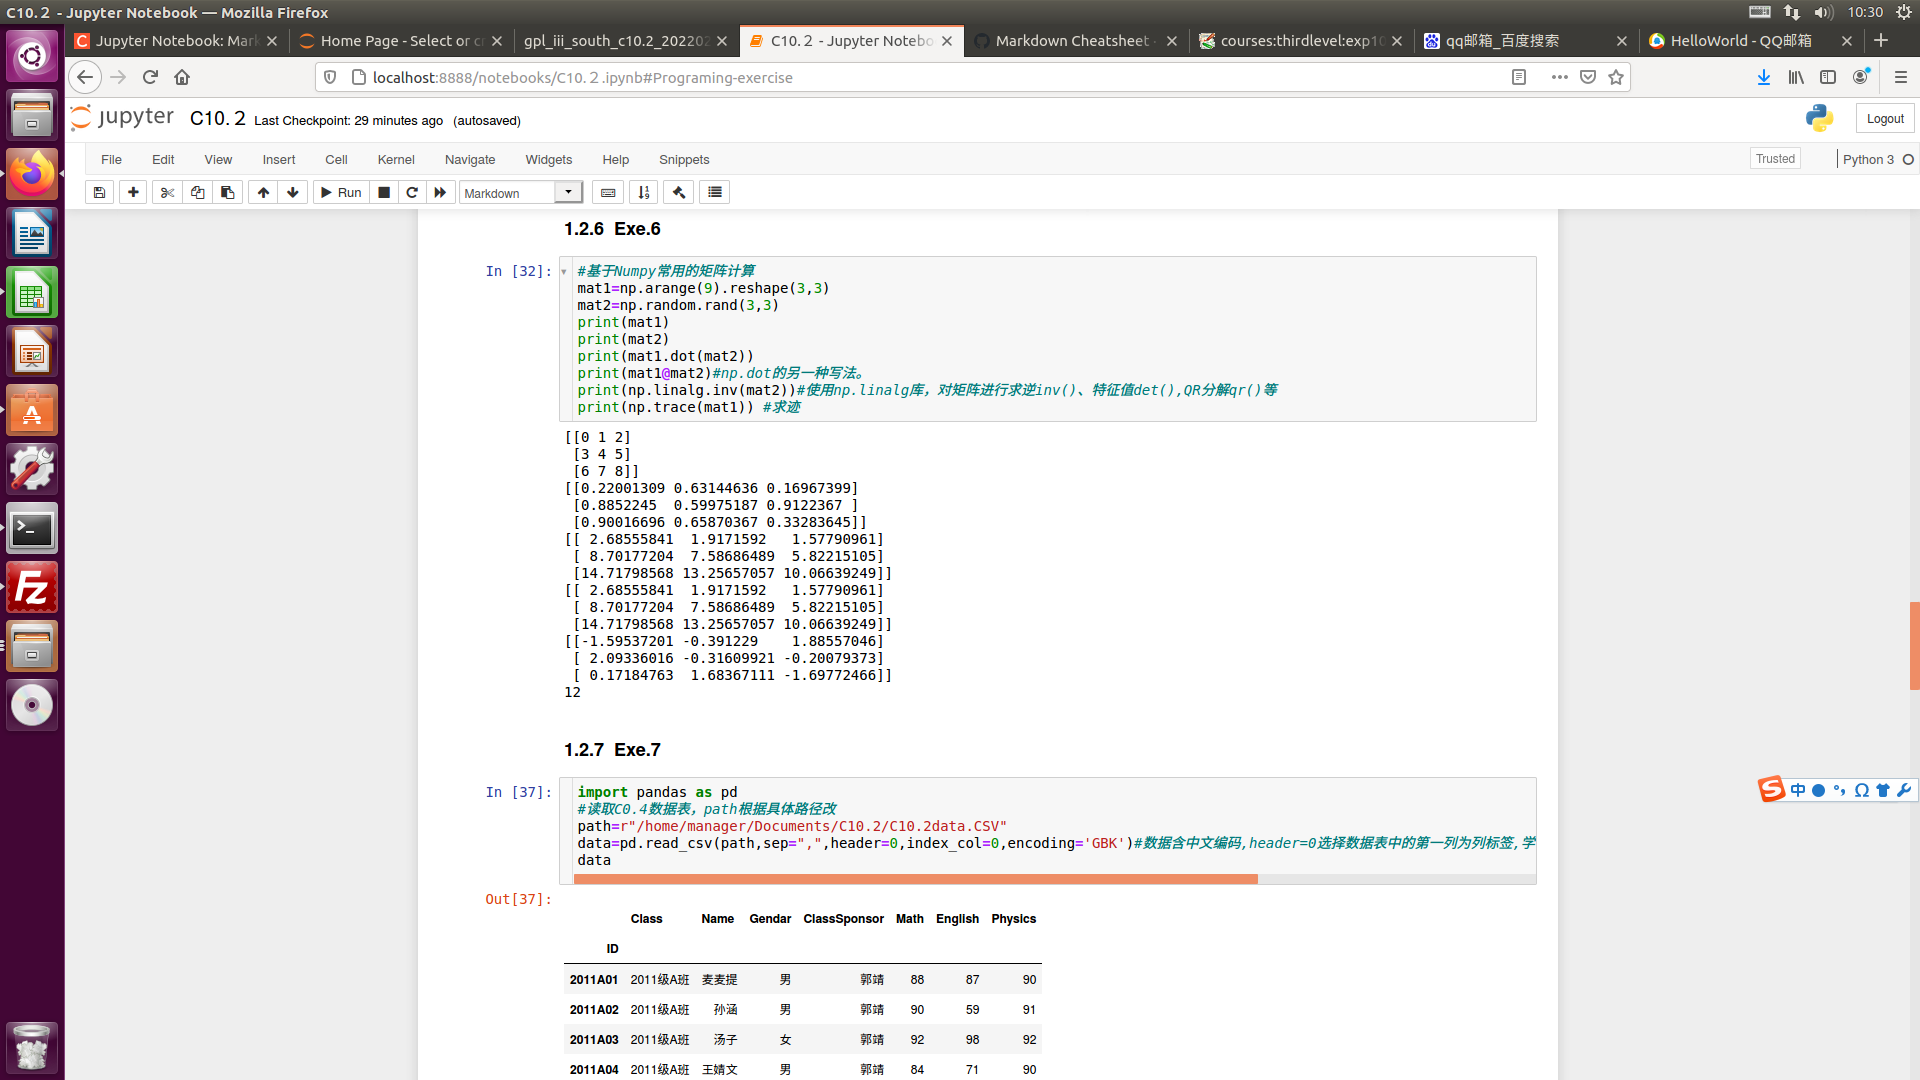 C10. 2 - Jupyter Notebook — Mozilla Firefox
10:30
Jupyter Notebook: Mar
Home Page - Select or c
gpl_iii_south_c10.2_20220
C10. 2 - Jupyter Notebo
Markdown Cheatsheet -
courses:thirdlevel:exp10
qq邮箱_百度搜索
HelloWorld - QQ邮箱
localhost:8888/notebooks/C10. 2 .ipynb#Programing-exercise
jupyter C10. 2 Last Checkpoint: 29 minutes ago (autosaved)
Logout
File Edit View Insert Cell Kernel Navigate Widgets Help Snippets
Trusted Python 3
Run Markdown
1.2.6 Exe.6
In [32]:
#基于Numpy常用的矩阵计算
mat1=np.arange(9).reshape(3,3)
mat2=np.random.rand(3,3)
print(mat1)
print(mat2)
print(mat1.dot(mat2))
print(mat1@mat2)#np.dot的另一种写法。
print(np.linalg.inv(mat2))#使用np.linalg库，对矩阵进行求逆inv()、特征值det(),QR分解qr()等
print(np.trace(mat1)) #求迹
[[0 1 2]
[3 4 5]
[6 7 8]]
[[0.22001309 0.63144636 0.16967399]
[0.8852245 0.59975187 0.9122367 ]
[0.90016696 0.65870367 0.33283645]]
[[ 2.68555841 1.9171592 1.57790961]
[ 8.70177204 7.58686489 5.82215105]
[14.71798568 13.25657057 10.06639249]]
[[ 2.68555841 1.9171592 1.57790961]
[ 8.70177204 7.58686489 5.82215105]
[14.71798568 13.25657057 10.06639249]]
[[-1.59537201 -0.391229 1.88557046]
[ 2.09336016 -0.31609921 -0.20079373]
[ 0.17184763 1.68367111 -1.69772466]]
12
1.2.7 Exe.7
In [37]:
import pandas as pd
#读取C0.4数据表，path根据具体路径改
path=r"/home/manager/Documents/C10.2/C10.2data.CSV"
data=pd.read_csv(path,sep=",",header=0,index_col=0,encoding='GBK')#数据含中文编码,header=0选择数据表中的第一列为列标签,学
data
Out[37]:
Class Name Gendar ClassSponsor Math English Physics
ID
2011A01 2011级A班 麦麦提 男 郭靖 88 87 90
2011A02 2011级A班 孙涵 男 郭靖 90 59 91
2011A03 2011级A班 汤子 女 郭靖 92 98 92
2011A04 2011级A班 王婧文 男 郭靖 84 71 90
中